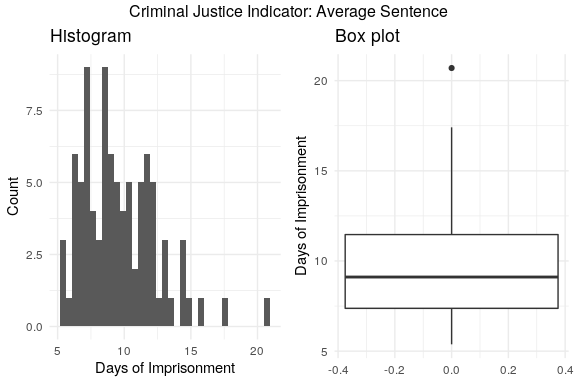 Criminal Justice Indicator: Average Sentence
Histogram
Count
7.5
5.0
2.5
0.0
5 10 15 20
Days of Imprisonment
Box plot
Days of Imprisonment
20
15
10
5
-0.4 -0.2 0.0 0.2 0.4